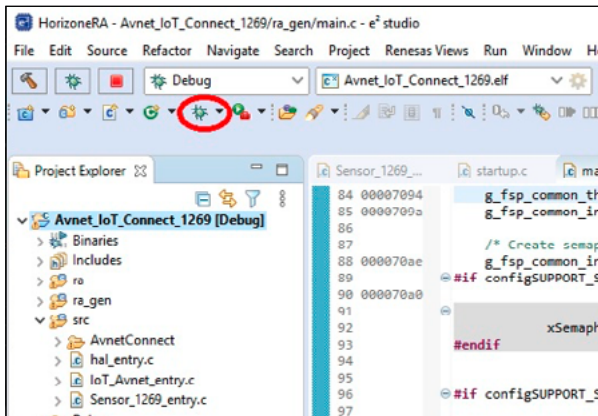 HorizoneRA - Avnet_IoT_Connect_1269/ra_gen/main.c - e² studio
File Edit Source Refactor Navigate Search Project Renesas Views Run Window
Debug Avnet_IoT_Connect_1269.elf
Project Explorer Sensor_1269_... startup.c
Avnet_IoT_Connect_1269 [Debug]
Binaries
Includes
ra
ra_gen
src
AvnetConnect
hal_entry.c
IoT_Avnet_entry.c
Sensor_1269_entry.c
84 00007094 g_fsp_common_th
85 0000709a g_fsp_common_in
86
87 /* Create semap
88 000070ae g_fsp_common_in
89 #if configSUPPORT_S
90 000070a0
91
92 xSemaph
93 #endif
94
95
96 #if configSUPPORT_S
97